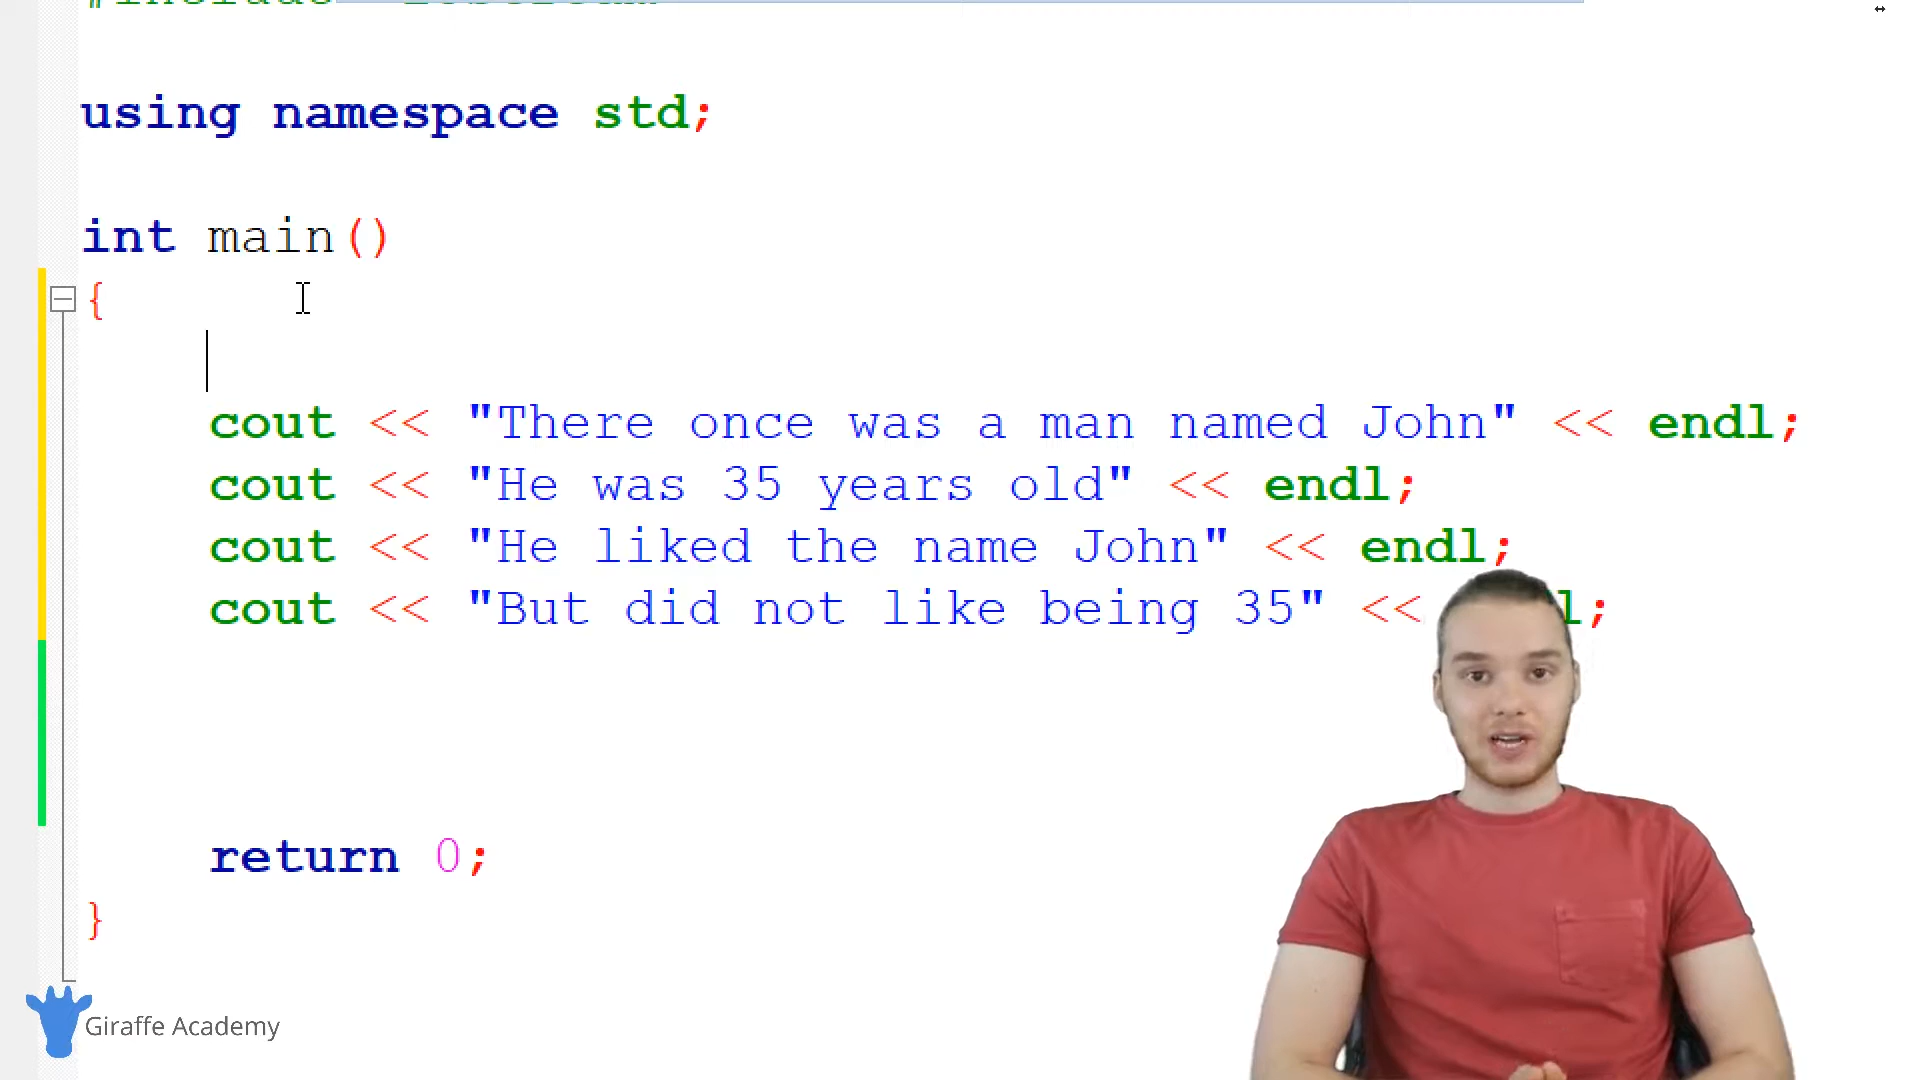 using namespace std;
int main()
{
cout << "There once was a man named John" << endl;
cout << "He was 35 years old" << endl;
cout << "He liked the name John" << endl;
cout << "But did not like being 35" << l;
return 0;
}
Giraffe Academy